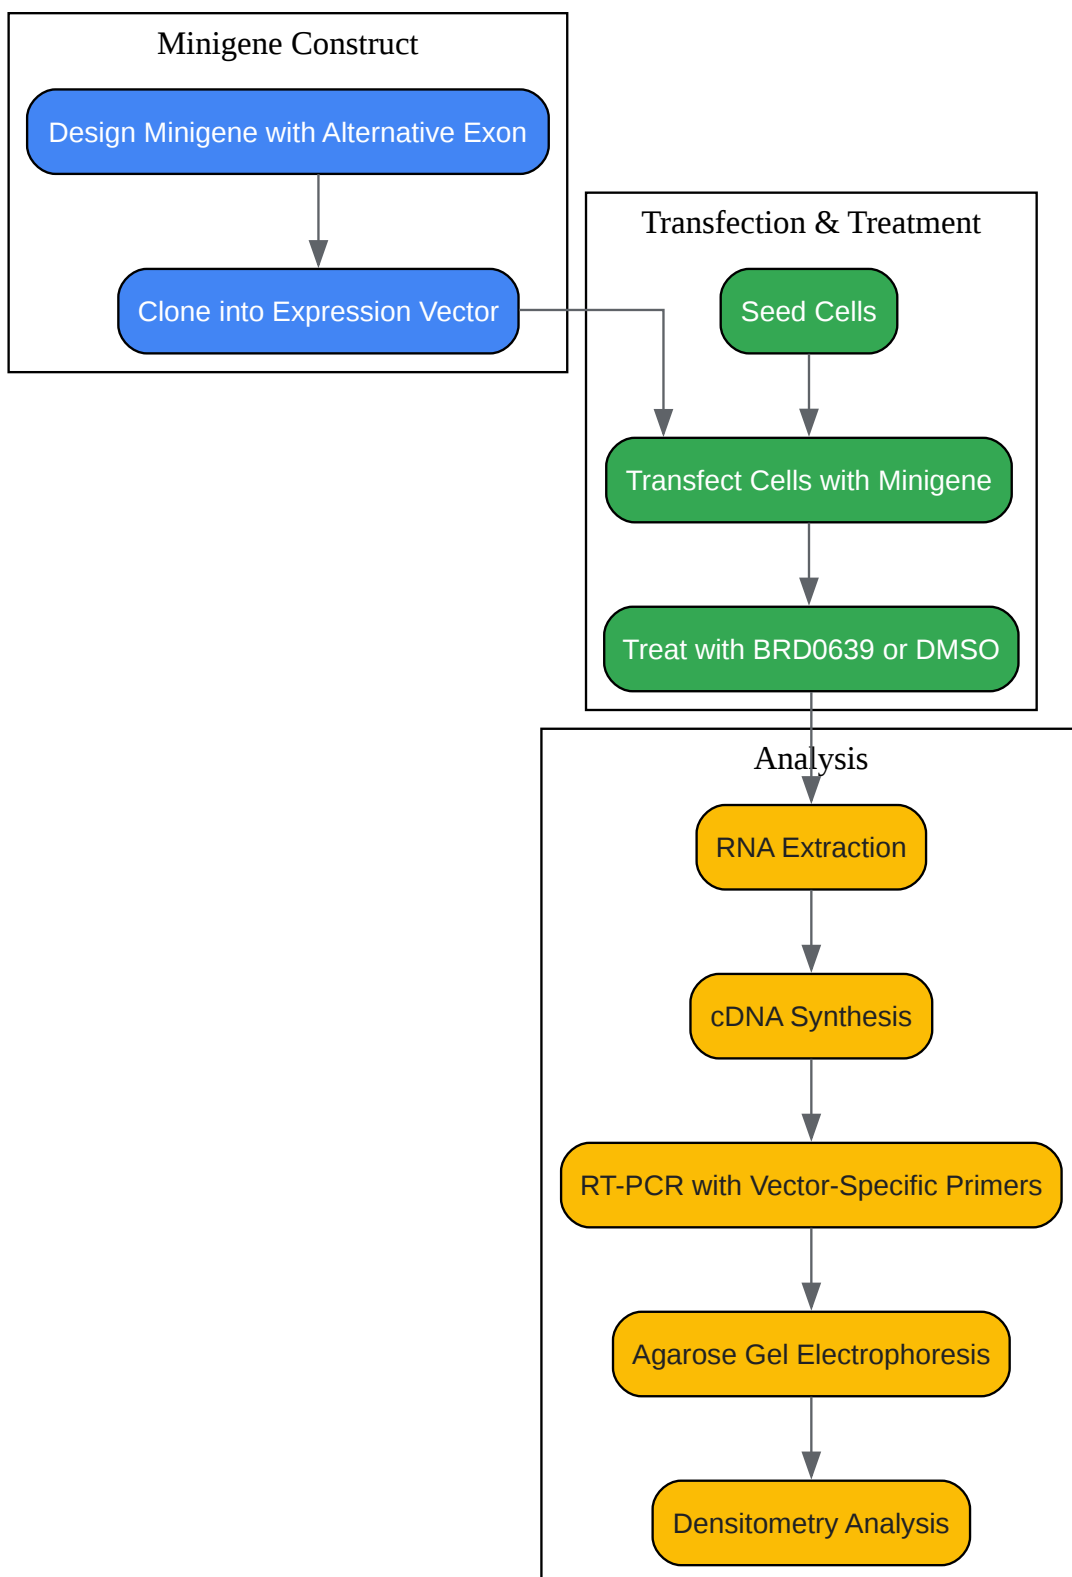 Minigene Construct
Design Minigene with Alternative Exon
Clone into Expression Vector
Transfection & Treatment
Seed Cells
Transfect Cells with Minigene
Treat with BRD0639 or DMSO
Analysis
RNA Extraction
cDNA Synthesis
RT-PCR with Vector-Specific Primers
Agarose Gel Electrophoresis
Densitometry Analysis